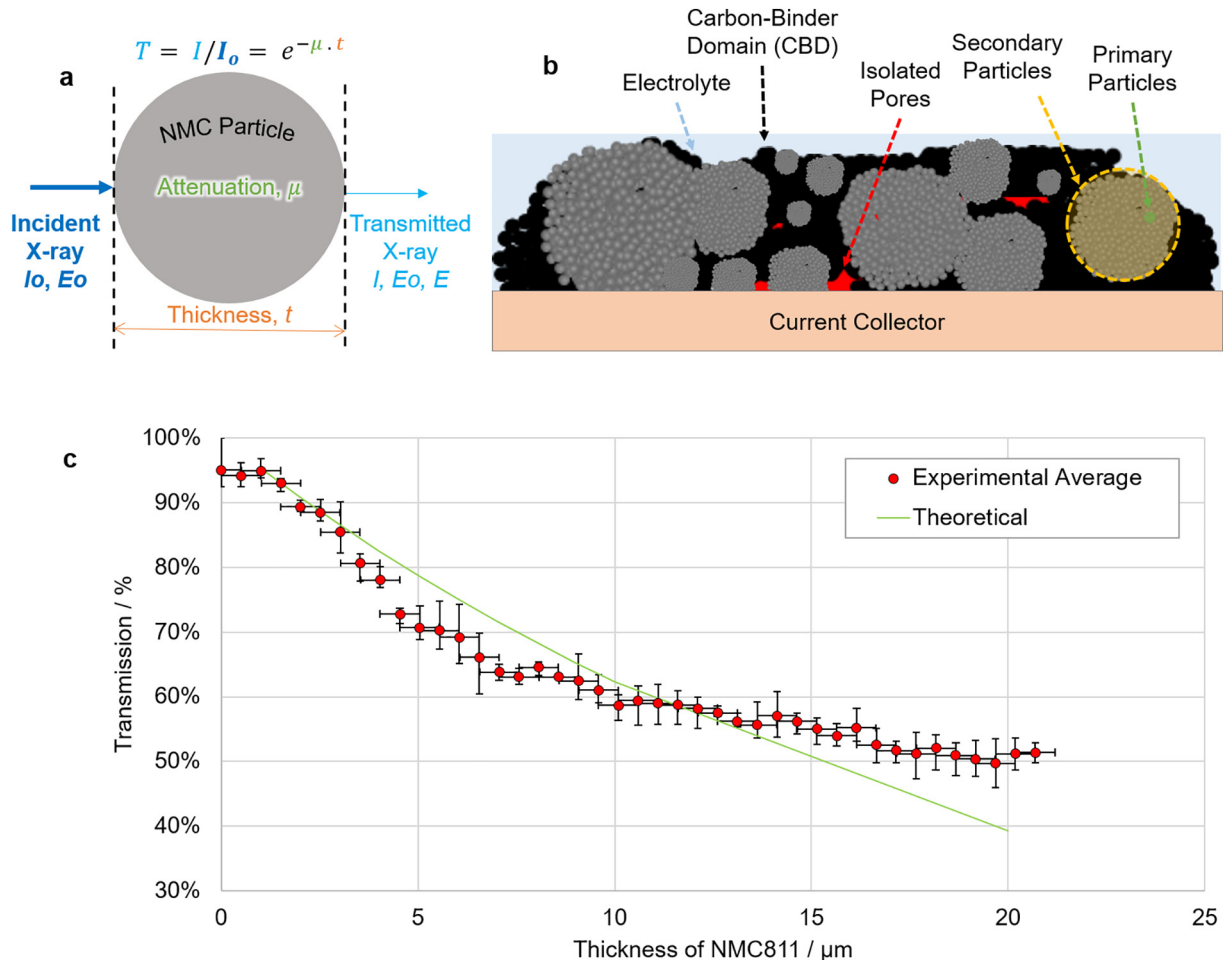 T = I/Iₒ = e^−μ . t
a
NMC Particle
Attenuation, μ
Incident
X-ray
Io, Eo
Transmitted
X-ray
I, Eo, E
Thickness, t
b
Electrolyte
Carbon-Binder
Domain (CBD)
Isolated
Pores
Secondary
Particles
Primary
Particles
Current Collector
c
100%
90%
80%
70%
60%
50%
40%
30%
Transmission / %
Experimental Average
Theoretical
0 5 10 15 20 25
Thickness of NMC811 / μm